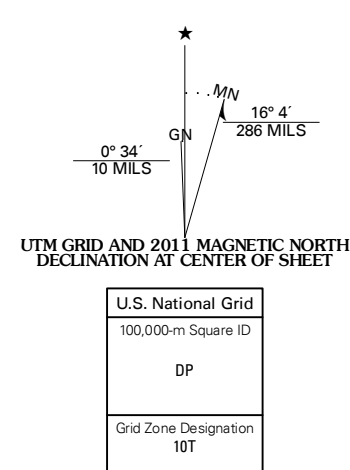 ★
MN
16° 4´
286 MILS
GN
0° 34´
10 MILS
UTM GRID AND 2011 MAGNETIC NORTH
DECLINATION AT CENTER OF SHEET
U.S. National Grid
100,000-m Square ID
DP
Grid Zone Designation
10T